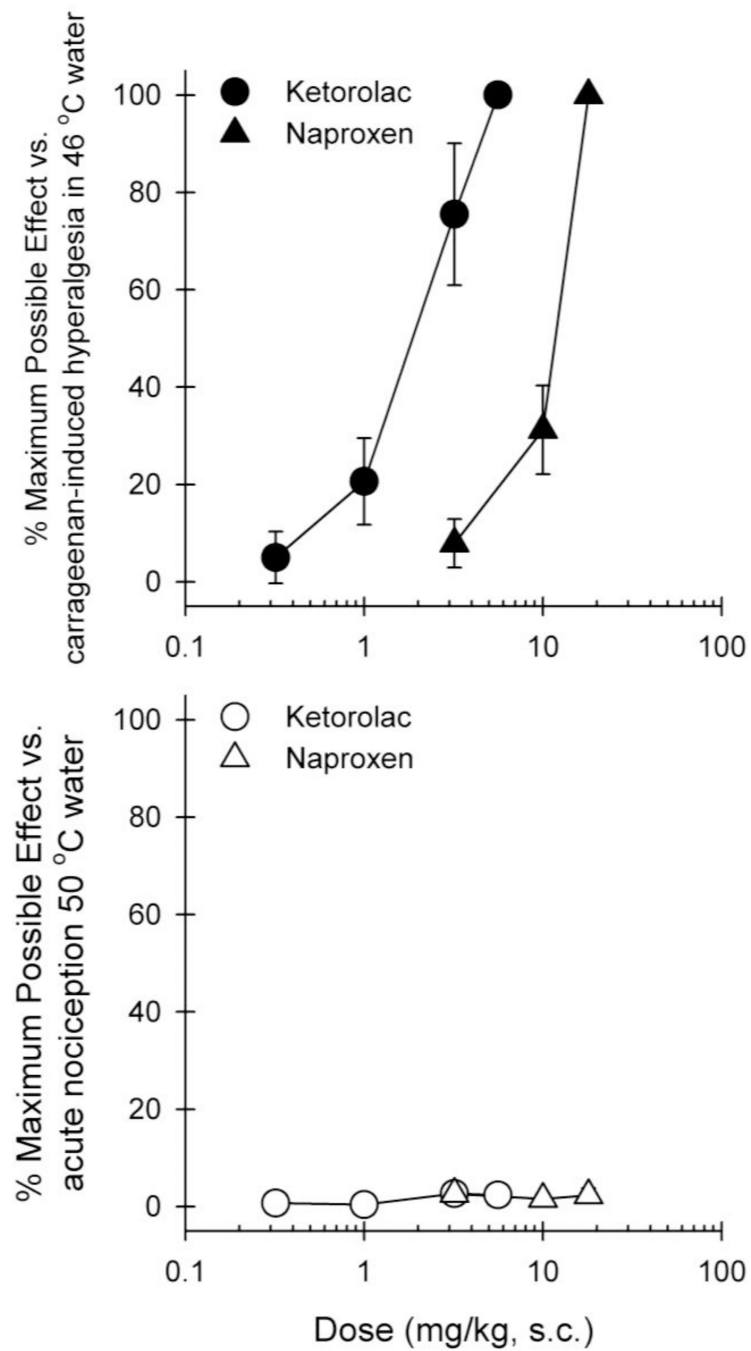 % Maximum Possible Effect vs.
carrageenan-induced hyperalgesia in 46 °C water
Ketorolac
Naproxen
100
80
60
40
20
0
0.1 1 10 100
% Maximum Possible Effect vs.
acute nociception 50 °C water
Ketorolac
Naproxen
100
80
60
40
20
0
0.1 1 10 100
Dose (mg/kg, s.c.)